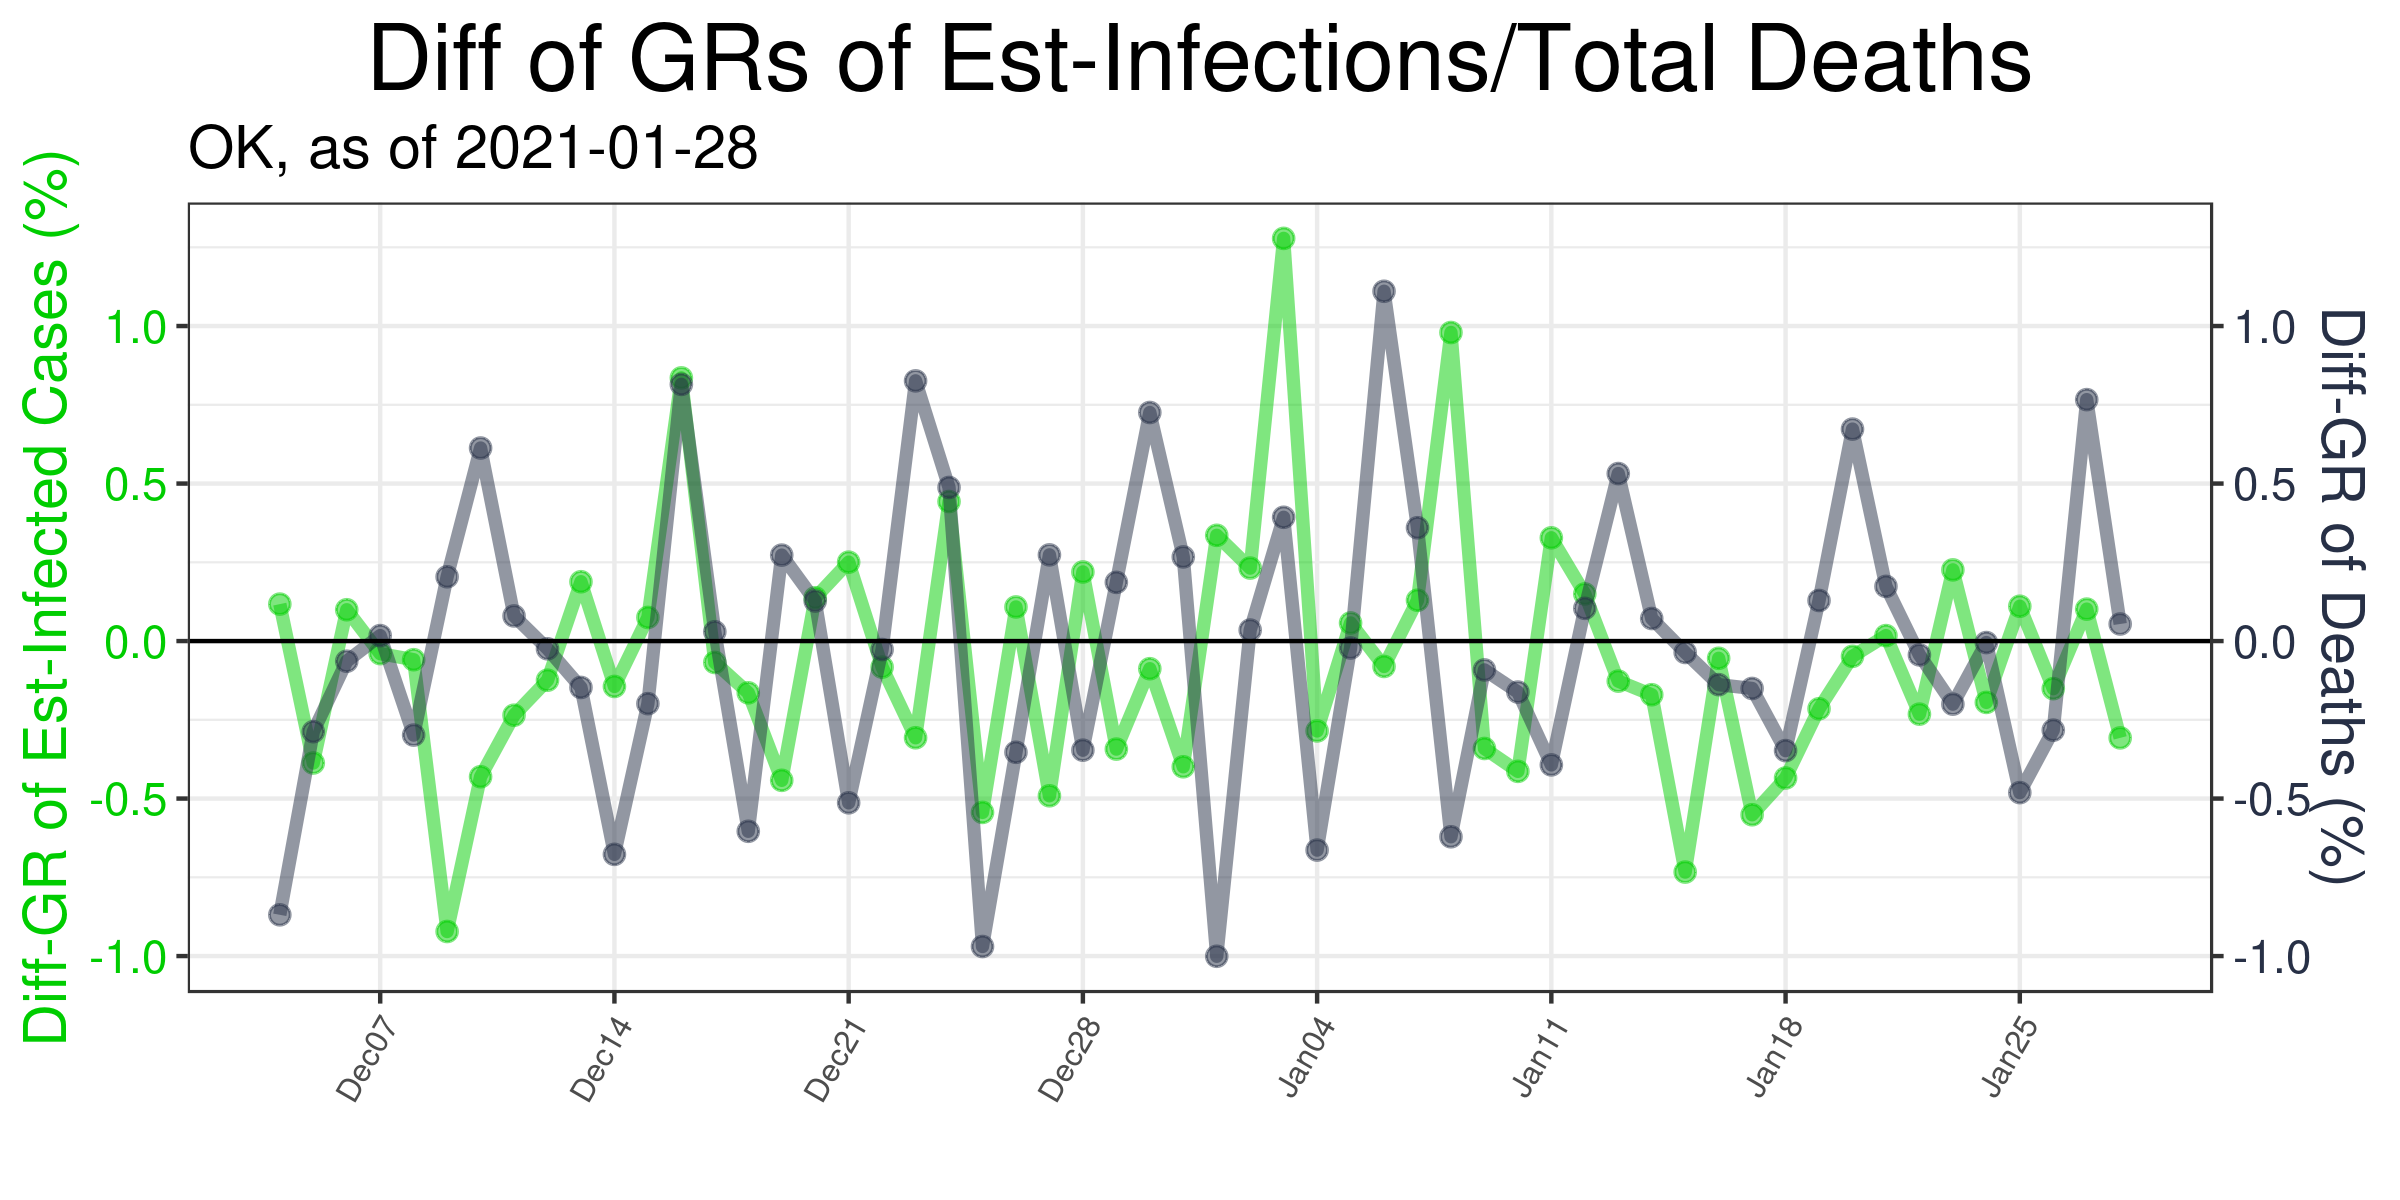 Diff of GRs of Est-Infections/Total Deaths
OK, as of 2021-01-28
Diff-GR of Est-Infected Cases (%)
1.0
0.5
0.0
-0.5
-1.0
1.0
0.5
0.0
-0.5
-1.0
Diff-GR of Deaths (%)
Dec07
Dec14
Dec21
Dec28
Jan04
Jan11
Jan18
Jan25